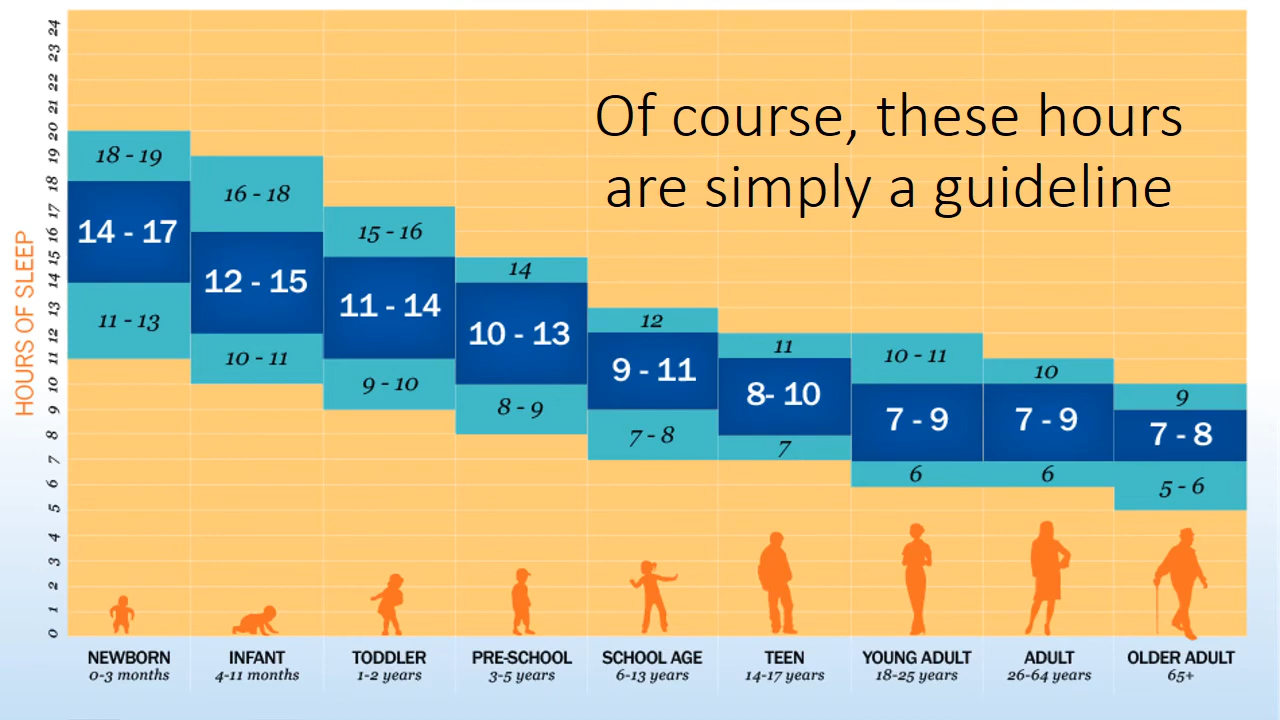 Of course, these hours
are simply a guideline
HOURS OF SLEEP
24
23
22
21
20
19
18
17
16
15
14
13
12
11
10
9
8
7
6
5
4
3
2
1
0
18 - 19
14 - 17
11 - 13
16 - 18
12 - 15
10 - 11
15 - 16
11 - 14
9 - 10
14
10 - 13
8 - 9
12
9 - 11
7 - 8
11
8- 10
7
10 - 11
7 - 9
6
10
7 - 9
6
9
7 - 8
5 - 6
NEWBORN
0-3 months
INFANT
4-11 months
TODDLER
1-2 years
PRE-SCHOOL
3-5 years
SCHOOL AGE
6-13 years
TEEN
14-17 years
YOUNG ADULT
18-25 years
ADULT
26-64 years
OLDER ADULT
65+